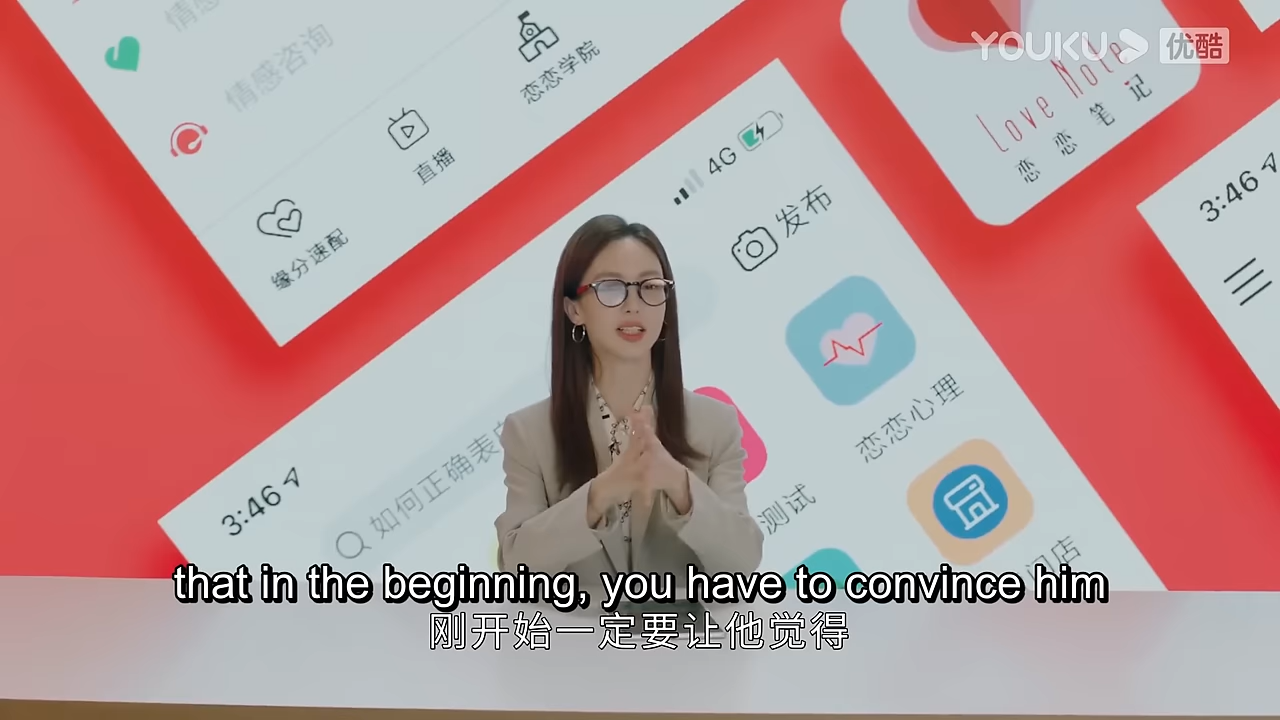 情感咨询
恋恋学院
直播
缘分速配
YOUKU 优酷
Love Note
恋恋笔记
3:46
4G
发布
恋恋心理
3:46
如何正确表
测试
店
that in the beginning, you have to convince him
刚开始一定要让他觉得